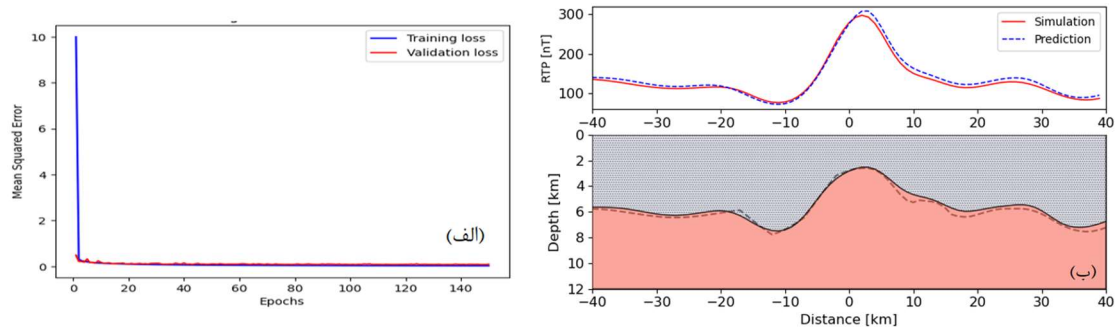 10
8
6
4
2
0
Mean Squared Error
Training loss
Validation loss
(الف)
0 20 40 60 80 100 120 140
Epochs
300
200
100
RTP [nT]
Simulation
Prediction
−40 −30 −20 −10 0 10 20 30 40
Distance [km]
0
2
4
6
8
10
12
Depth [km]
(ب)
−40 −30 −20 −10 0 10 20 30 40
Distance [km]